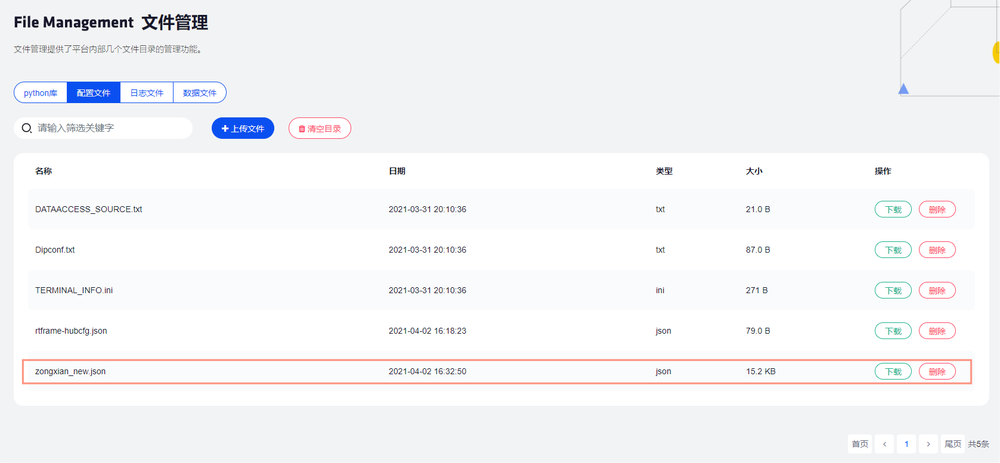 File Management 文件管理
文件管理提供了平台内部几个文件目录的管理功能。
python库 配置文件 日志文件 数据文件
请输入筛选关键字 上传文件 清空目录
名称 日期 类型 大小 操作
DATAACCESS_SOURCE.txt 2021-03-31 20:10:36 txt 21.0 B 下载 删除
Dipconf.txt 2021-03-31 20:10:36 txt 87.0 B 下载 删除
TERMINAL_INFO.ini 2021-03-31 20:10:36 ini 271 B 下载 删除
rtframe-hubcfg.json 2021-04-02 16:18:23 json 79.0 B 下载 删除
zongxian_new.json 2021-04-02 16:32:50 json 15.2 KB 下载 删除
首页 < 1 > 尾页 共5条